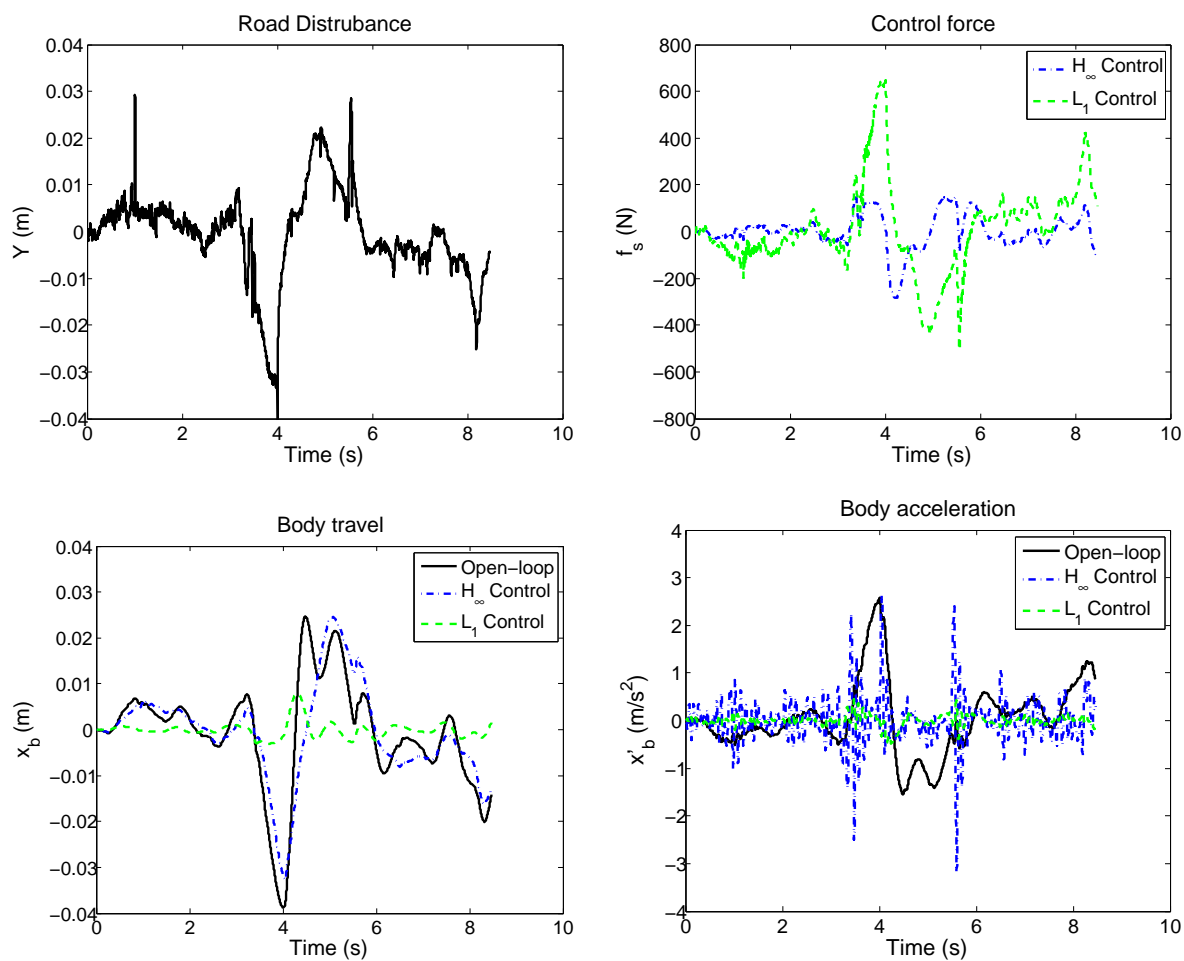 Road Distrubance
0.04
0.03
0.02
0.01
0
−0.01
−0.02
−0.03
−0.04
Y (m)
0 2 4 6 8 10
Time (s)
Control force
800
600
400
200
0
−200
−400
−600
−800
f_s (N)
H_∞ Control
L_1 Control
0 2 4 6 8 10
Time (s)
Body travel
0.04
0.03
0.02
0.01
0
−0.01
−0.02
−0.03
−0.04
x_b (m)
Open−loop
H_∞ Control
L_1 Control
0 2 4 6 8 10
Time (s)
Body acceleration
4
3
2
1
0
−1
−2
−3
−4
x'_b (m/s^2)
Open−loop
H_∞ Control
L_1 Control
0 2 4 6 8 10
Time (s)